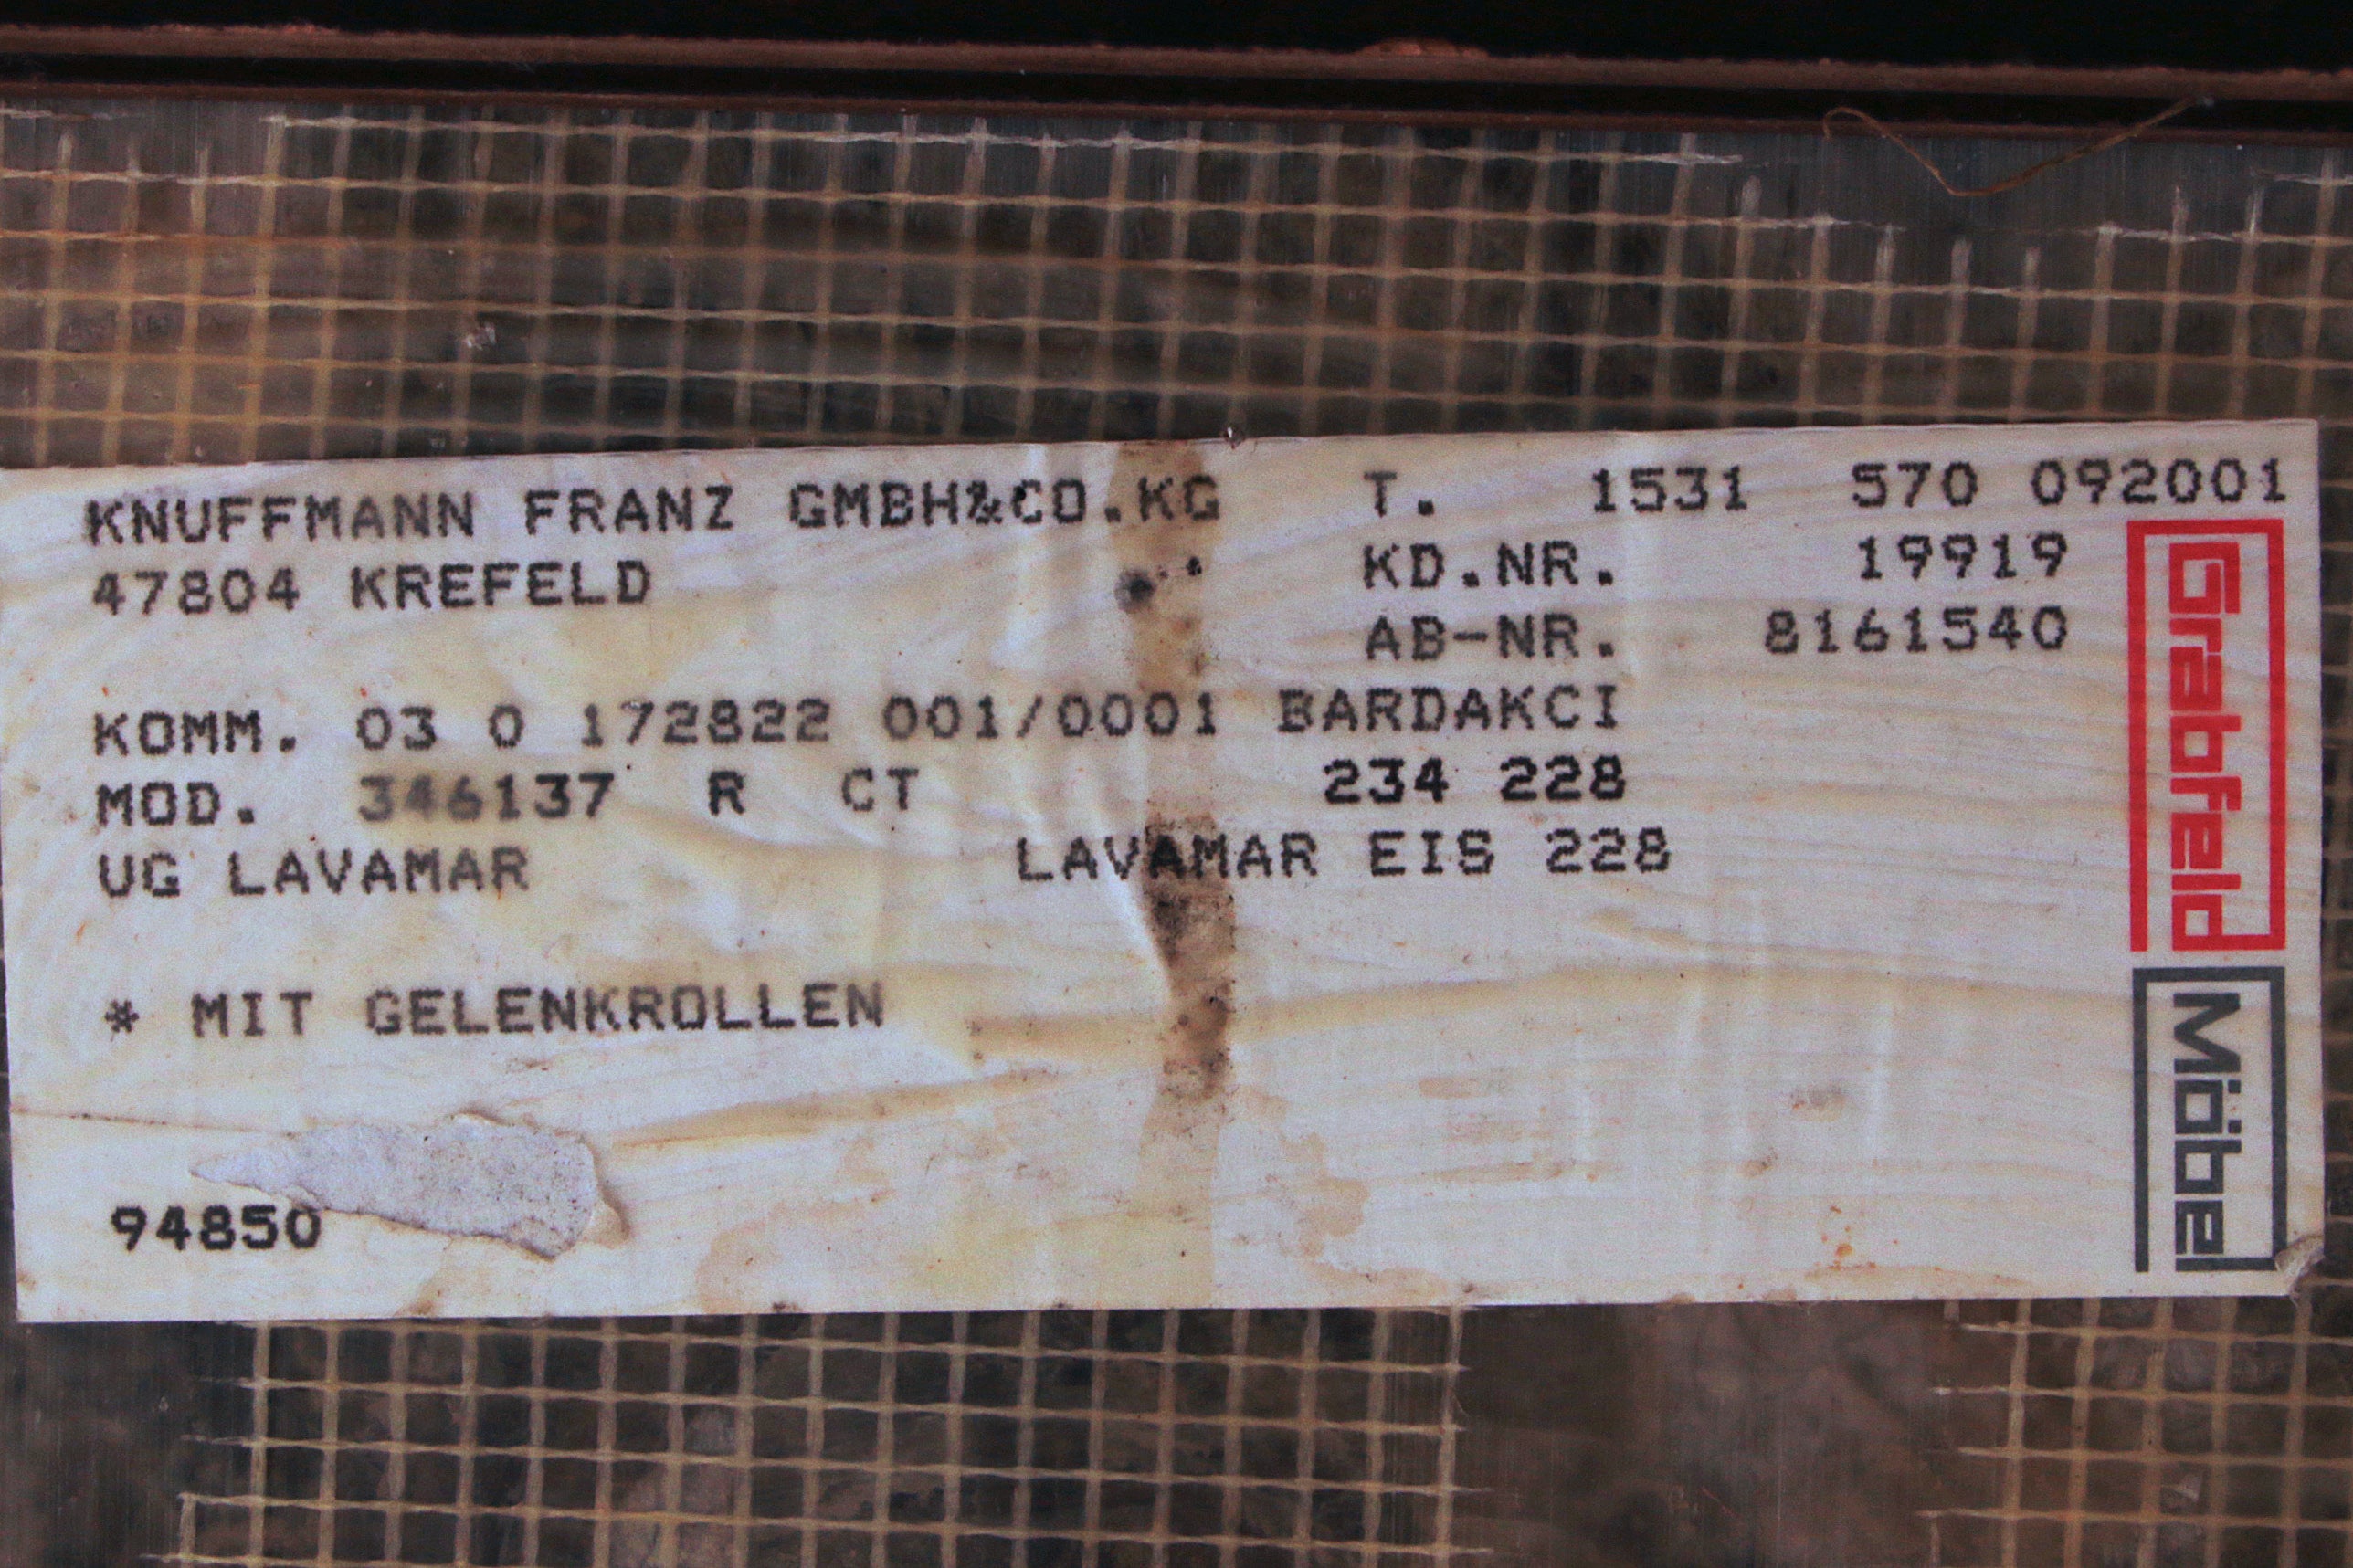 KNUFFMANN FRANZ GMBH&CO.KG T. 1531 570 092001
47804 KREFELD KD.NR. 19919
AB-NR. 8161540
KOMM. 03 0 172822 001/0001 BARDAKCI
MOD. 346137 R CT 234 228
UG LAVAMAR LAVAMAR EIS 228
* MIT GELENKROLLEN
94850
Grabfeld
Möbel